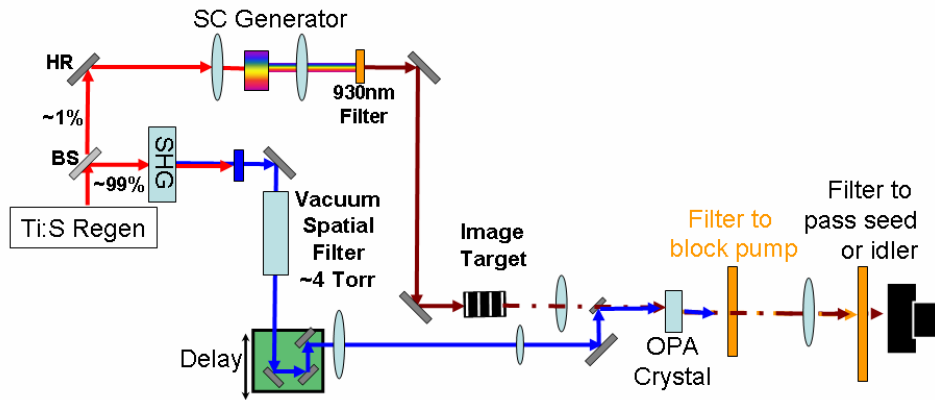 SC Generator
HR
930nm
Filter
~1%
BS
SHG
~99%
Ti:S Regen
Vacuum
Spatial
Filter
~4 Torr
Image
Target
Filter to
block pump
Filter to
pass seed
or idler
Delay
OPA
Crystal